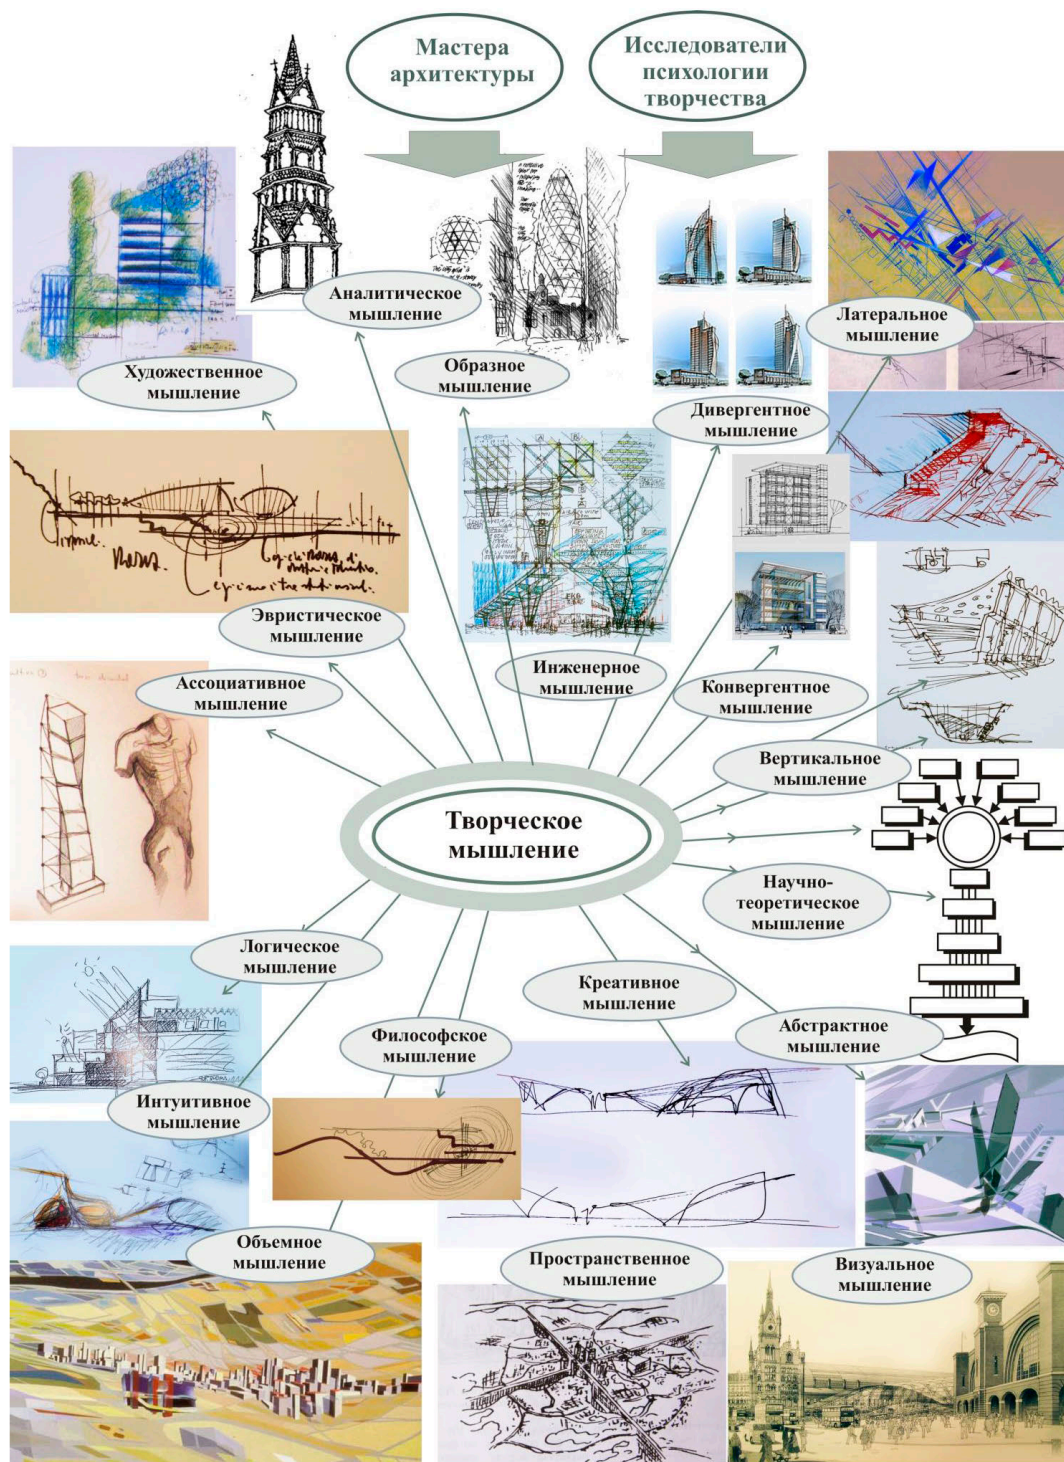 Мастера
архитектуры
Исследователи
психологии
творчества
Аналитическое
мышление
Латеральное
мышление
Образное
мышление
Художественное
мышление
Дивергентное
мышление
Эвристическое
мышление
Инженерное
мышление
Ассоциативное
мышление
Конвергентное
мышление
Вертикальное
мышление
Творческое
мышление
Научно-
теоретическое
мышление
Логическое
мышление
Креативное
мышление
Философское
мышление
Абстрактное
мышление
Интуитивное
мышление
Объемное
мышление
Пространственное
мышление
Визуальное
мышление